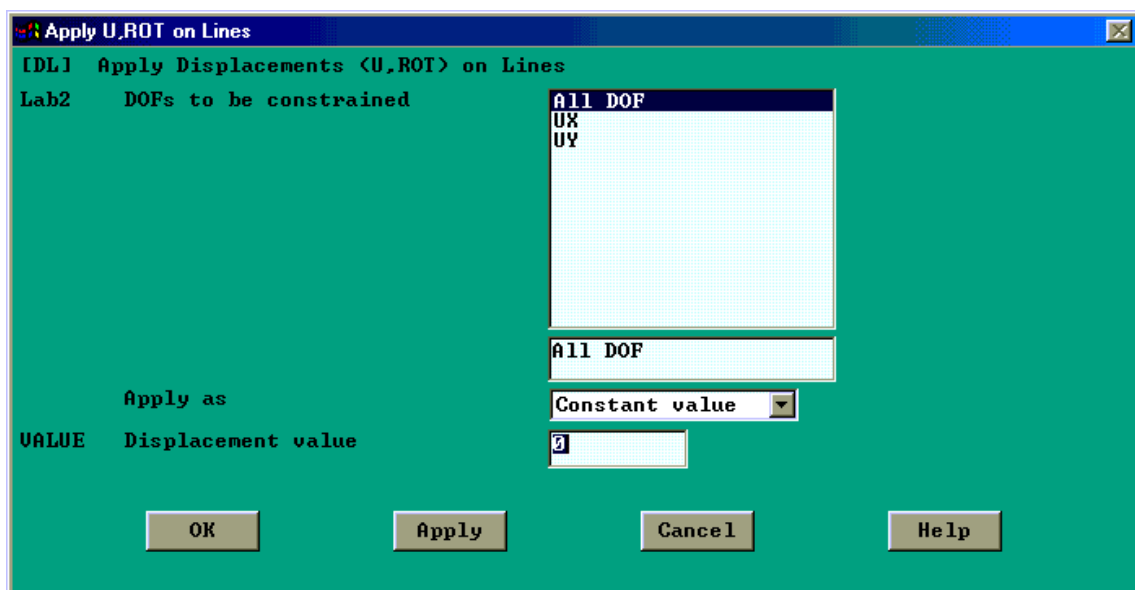 Apply U,ROT on Lines
[DL] Apply Displacements (U,ROT) on Lines
Lab2 DOFs to be constrained
All DOF
UX
UY
All DOF
Apply as Constant value
VALUE Displacement value 0
OK Apply Cancel Help